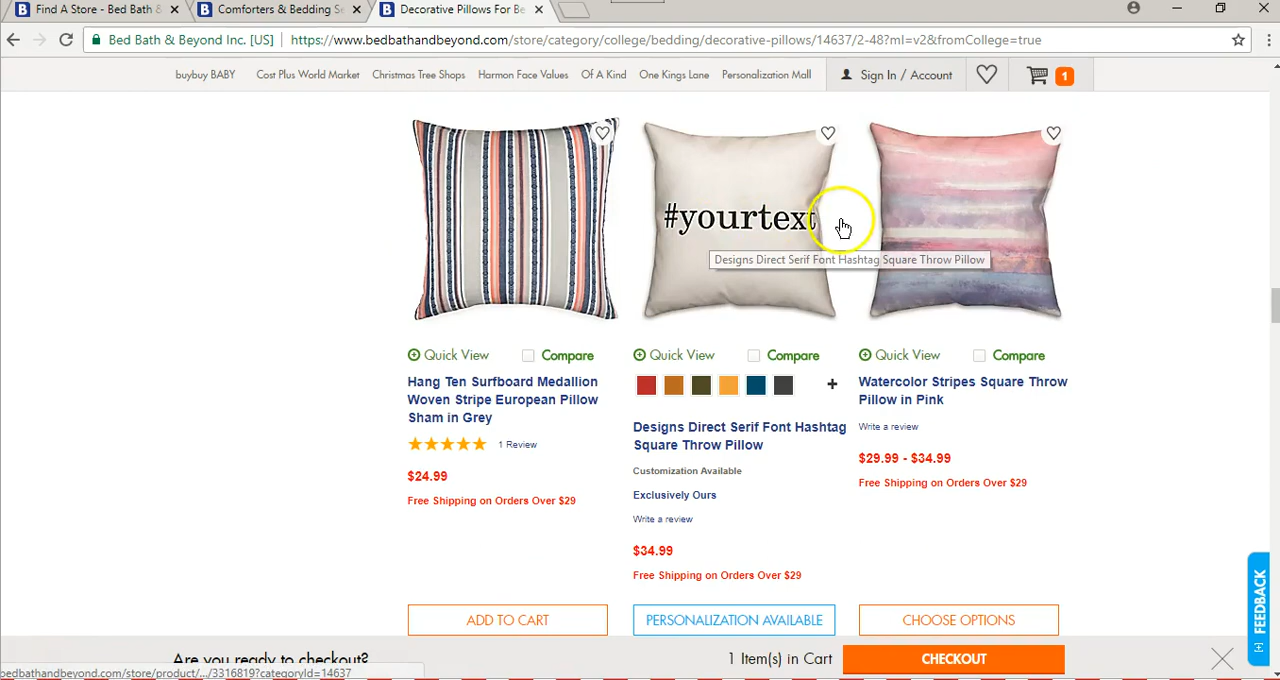 Find A Store - Bed Bath &
Comforters & Bedding Se
Decorative Pillows For Be
Bed Bath & Beyond Inc. [US]
https://www.bedbathandbeyond.com/store/category/college/bedding/decorative-pillows/14637/2-48?ml=v2&fromCollege=true
buybuy BABY
Cost Plus World Market
Christmas Tree Shops
Harmon Face Values
Of A Kind
One Kings Lane
Personalization Mall
Sign In / Account
1
#yourtext
Designs Direct Serif Font Hashtag Square Throw Pillow
Quick View
Compare
Hang Ten Surfboard Medallion
Woven Stripe European Pillow
Sham in Grey
1 Review
$24.99
Free Shipping on Orders Over $29
ADD TO CART
Quick View
Compare
+
Designs Direct Serif Font Hashtag
Square Throw Pillow
Customization Available
Exclusively Ours
Write a review
$34.99
Free Shipping on Orders Over $29
PERSONALIZATION AVAILABLE
Quick View
Compare
Watercolor Stripes Square Throw
Pillow in Pink
Write a review
$29.99 - $34.99
Free Shipping on Orders Over $29
CHOOSE OPTIONS
FEEDBACK
Are you ready to checkout?
1 Item(s) in Cart
CHECKOUT
bedbathandbeyond.com/store/product/.../3316819?categoryId=14637